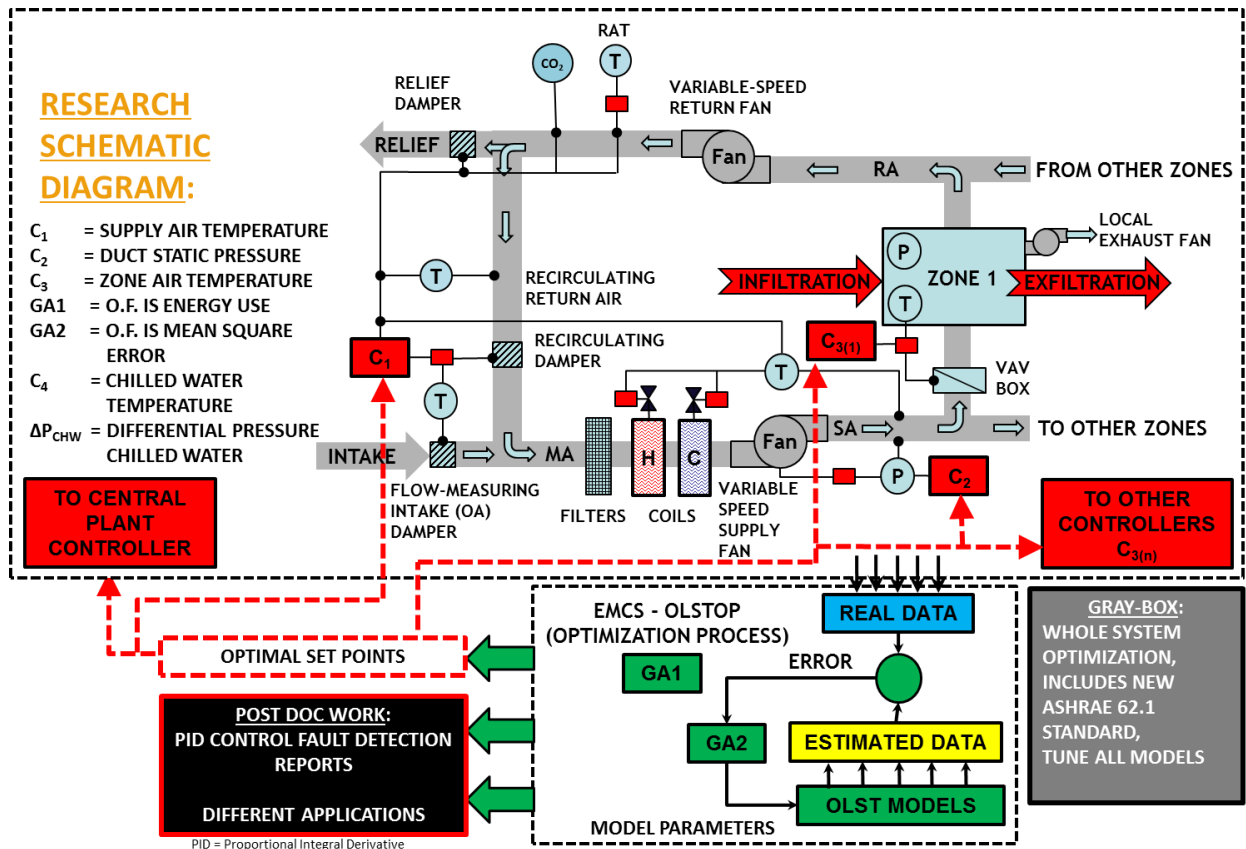 RESEARCH
SCHEMATIC
DIAGRAM:
C1 = SUPPLY AIR TEMPERATURE
C2 = DUCT STATIC PRESSURE
C3 = ZONE AIR TEMPERATURE
GA1 = O.F. IS ENERGY USE
GA2 = O.F. IS MEAN SQUARE
ERROR
C4 = CHILLED WATER
TEMPERATURE
ΔPCHW = DIFFERENTIAL PRESSURE
CHILLED WATER
RAT
CO2
T
RELIEF
DAMPER
VARIABLE-SPEED
RETURN FAN
RELIEF
Fan
RA
FROM OTHER ZONES
LOCAL
EXHAUST FAN
P
ZONE 1
T
INFILTRATION
EXFILTRATION
T
RECIRCULATING
RETURN AIR
C1
RECIRCULATING
DAMPER
T
C3(1)
T
VAV
BOX
INTAKE
MA
H
C
Fan
SA
TO OTHER ZONES
P
C2
FLOW-MEASURING
INTAKE (OA)
DAMPER
FILTERS
COILS
VARIABLE
SPEED
SUPPLY
FAN
TO CENTRAL
PLANT
CONTROLLER
TO OTHER
CONTROLLERS
C3(n)
OPTIMAL SET POINTS
EMCS - OLSTOP
(OPTIMIZATION PROCESS)
REAL DATA
GA1
ERROR
GA2
ESTIMATED DATA
OLST MODELS
MODEL PARAMETERS
GRAY-BOX:
WHOLE SYSTEM
OPTIMIZATION,
INCLUDES NEW
ASHRAE 62.1
STANDARD,
TUNE ALL MODELS
POST DOC WORK:
PID CONTROL FAULT DETECTION
REPORTS
DIFFERENT APPLICATIONS
PID = Proportional Integral Derivative